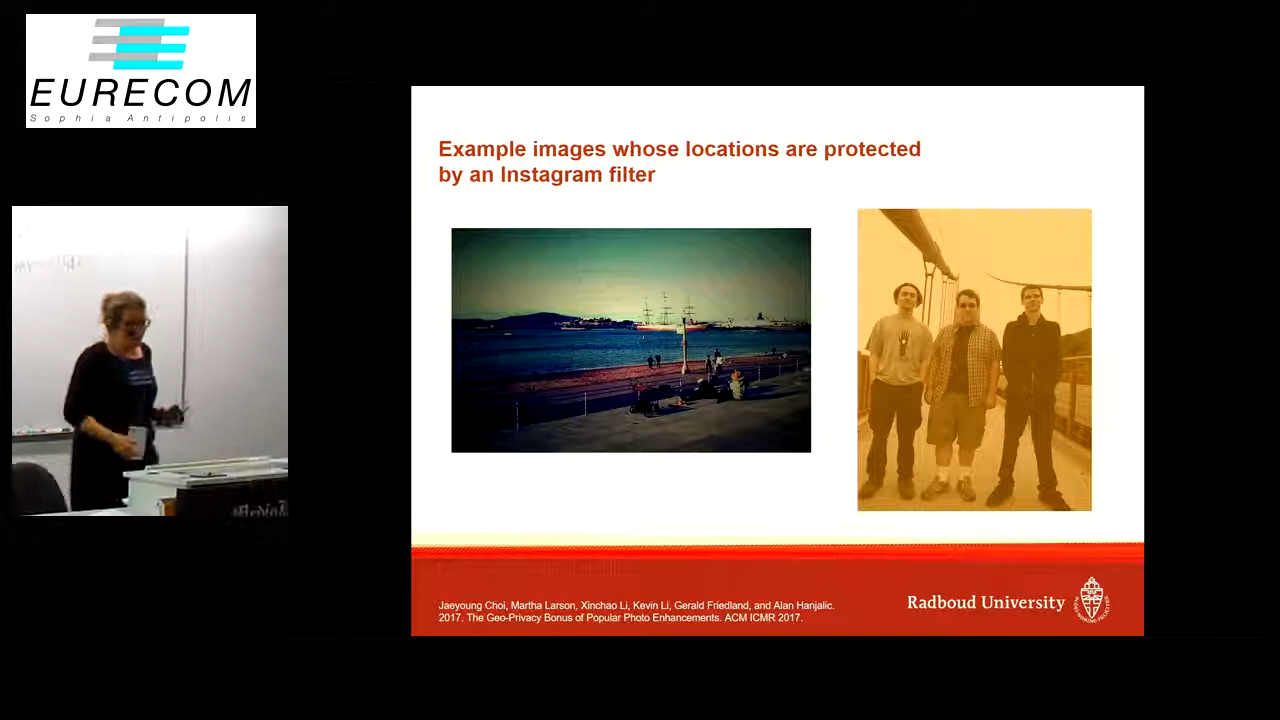 EURECOM
Sophia Antipolis
Example images whose locations are protected
by an Instagram filter
Jaeyoung Choi, Martha Larson, Xinchao Li, Kevin Li, Gerald Friedland, and Alan Hanjalic.
2017. The Geo-Privacy Bonus of Popular Photo Enhancements. ACM ICMR 2017.
Radboud University